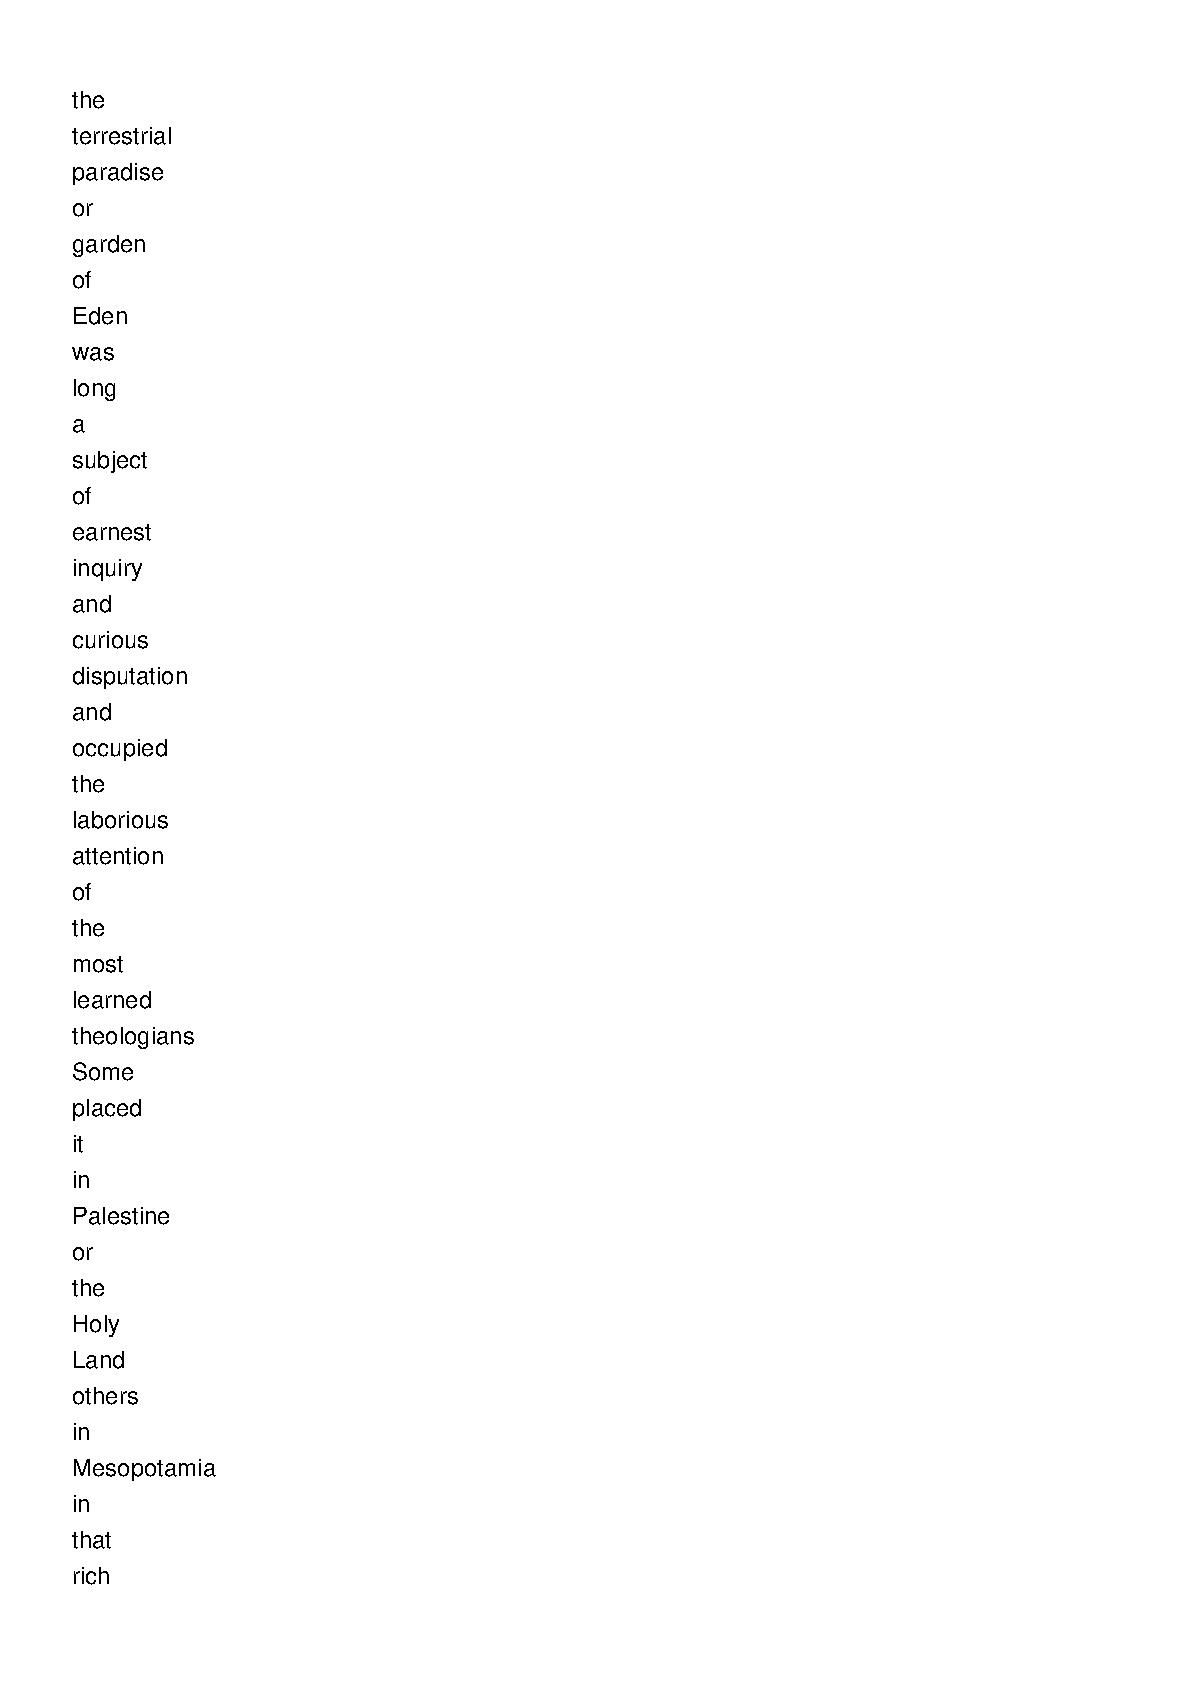 the
terrestrial
paradise
or
garden
of
Eden
was
long
a
subject
of
earnest
inquiry
and
curious
disputation
and
occupied
the
laborious
attention
of
the
most
learned
theologians
Some
placed
it
in
Palestine
or
the
Holy
Land
others
in
Mesopotamia
in
that
rich